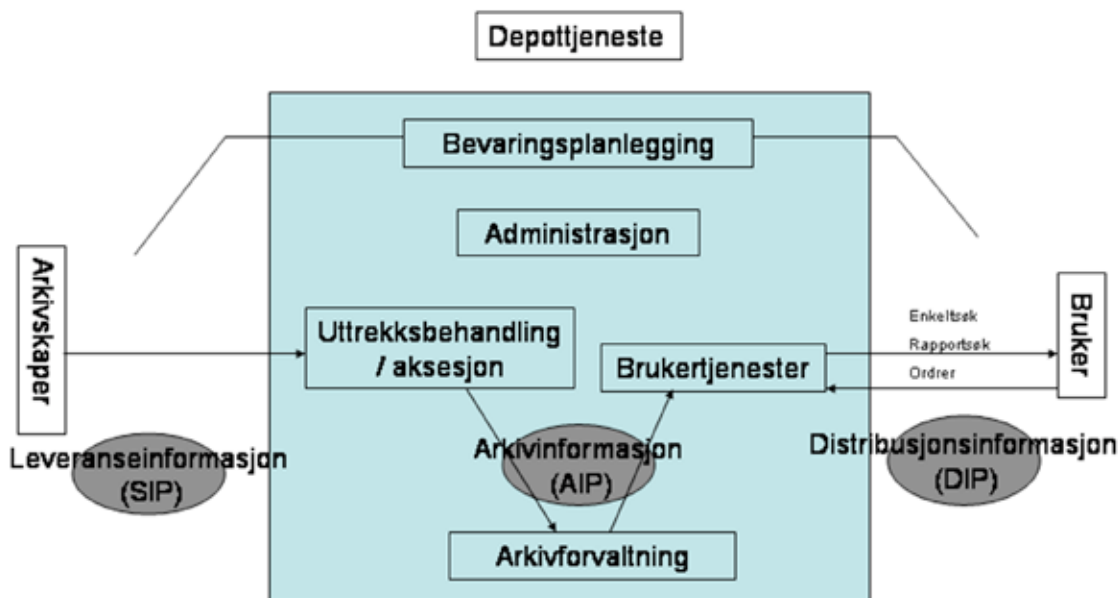 Depottjeneste
Bevaringsplanlegging
Administrasjon
Arkivskaper
Uttrekksbehandling
/ aksesjon
Brukertjenester
Enkeltsøk
Rapportsøk
Ordrer
Bruker
Leveranseinformasjon
(SIP)
Arkivinformasjon
(AIP)
Distribusjonsinformasjon
(DIP)
Arkivforvaltning